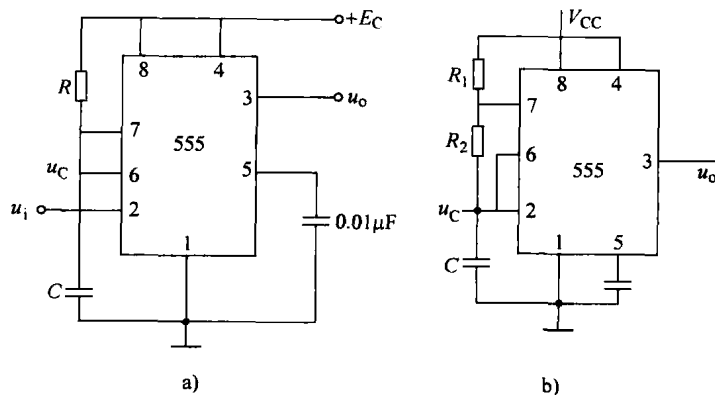 +E_C
8 4
R
3 u_o
7
555
u_C 6 5
u_i 2
0.01μF
1
C
a)
V_CC
R_1
8 4
7
R_2
6 3
555
u_o
u_C 2
1 5
C
b)